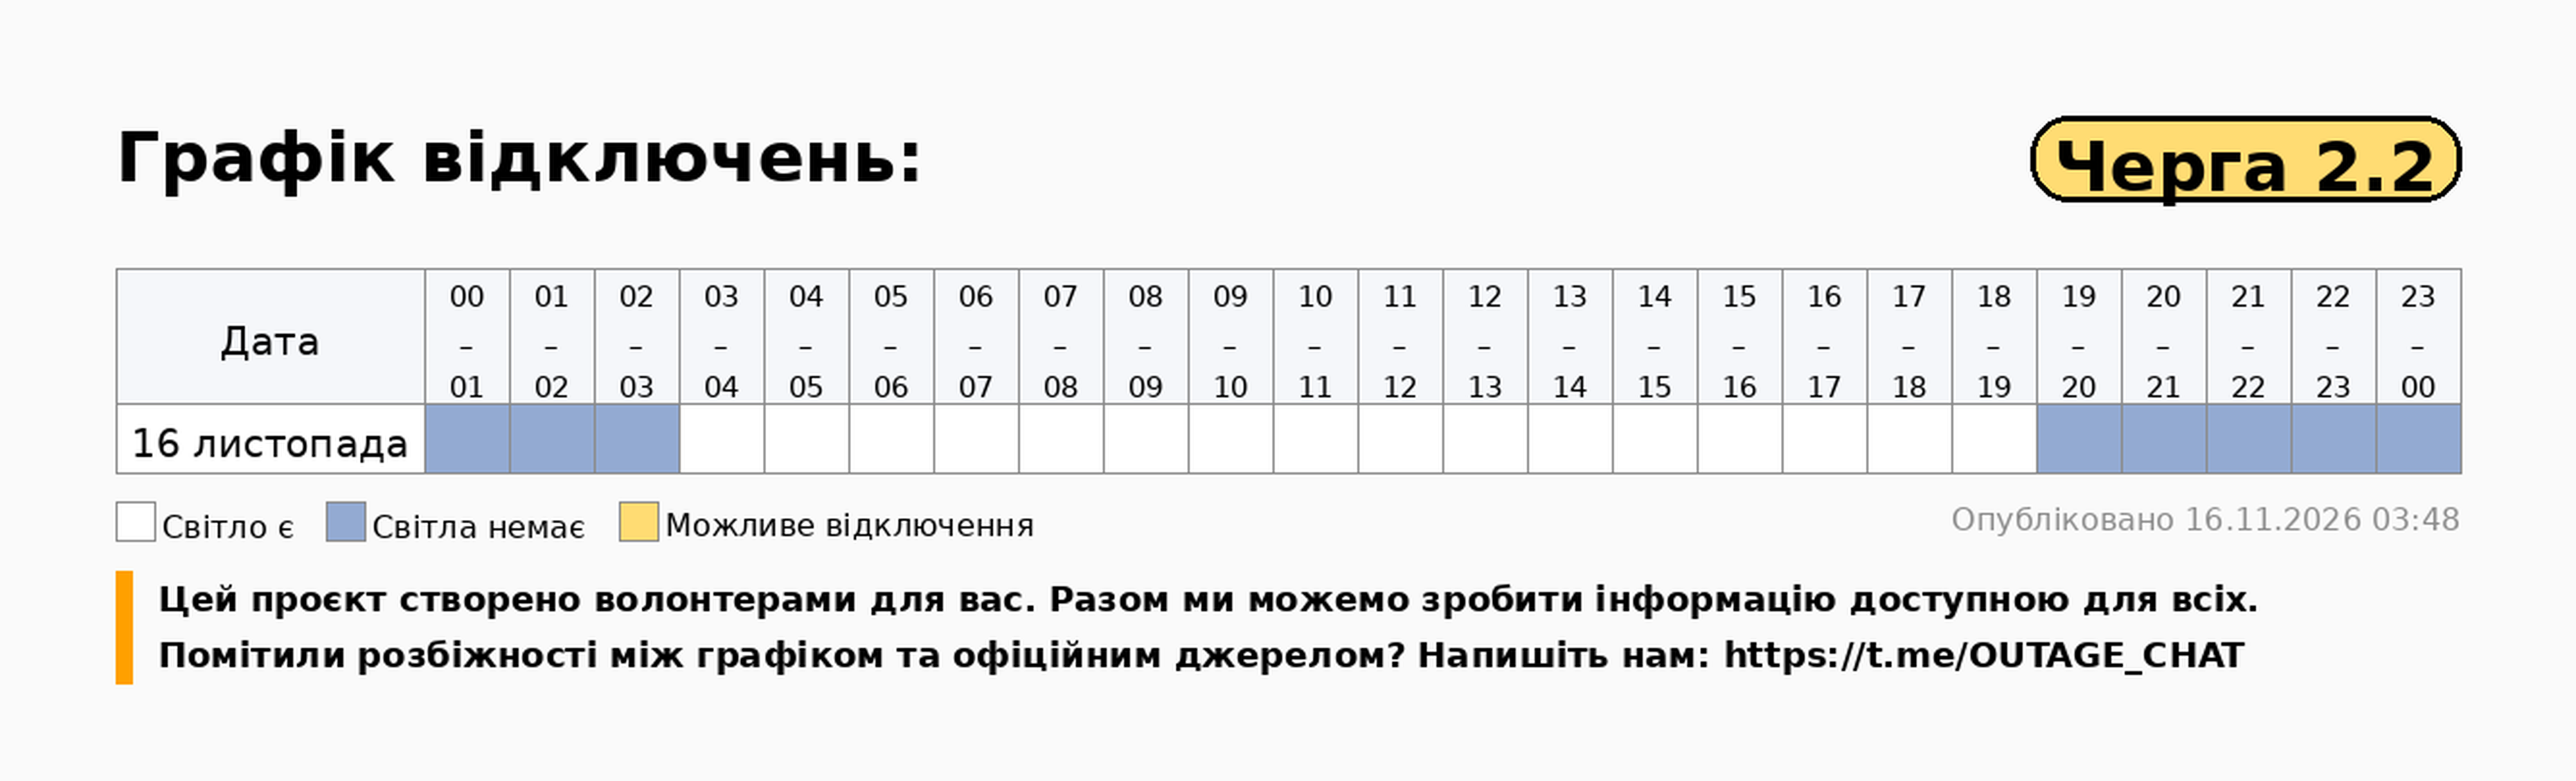 Графік відключень:
Черга 2.2
Дата
00 – 01
01 – 02
02 – 03
03 – 04
04 – 05
05 – 06
06 – 07
07 – 08
08 – 09
09 – 10
10 – 11
11 – 12
12 – 13
13 – 14
14 – 15
15 – 16
16 – 17
17 – 18
18 – 19
19 – 20
20 – 21
21 – 22
22 – 23
23 – 00
16 листопада
Світло є
Світла немає
Можливе відключення
Опубліковано 16.11.2026 03:48
Цей проєкт створено волонтерами для вас. Разом ми можемо зробити інформацію доступною для всіх.
Помітили розбіжності між графіком та офіційним джерелом? Напишіть нам: https://t.me/OUTAGE_CHAT